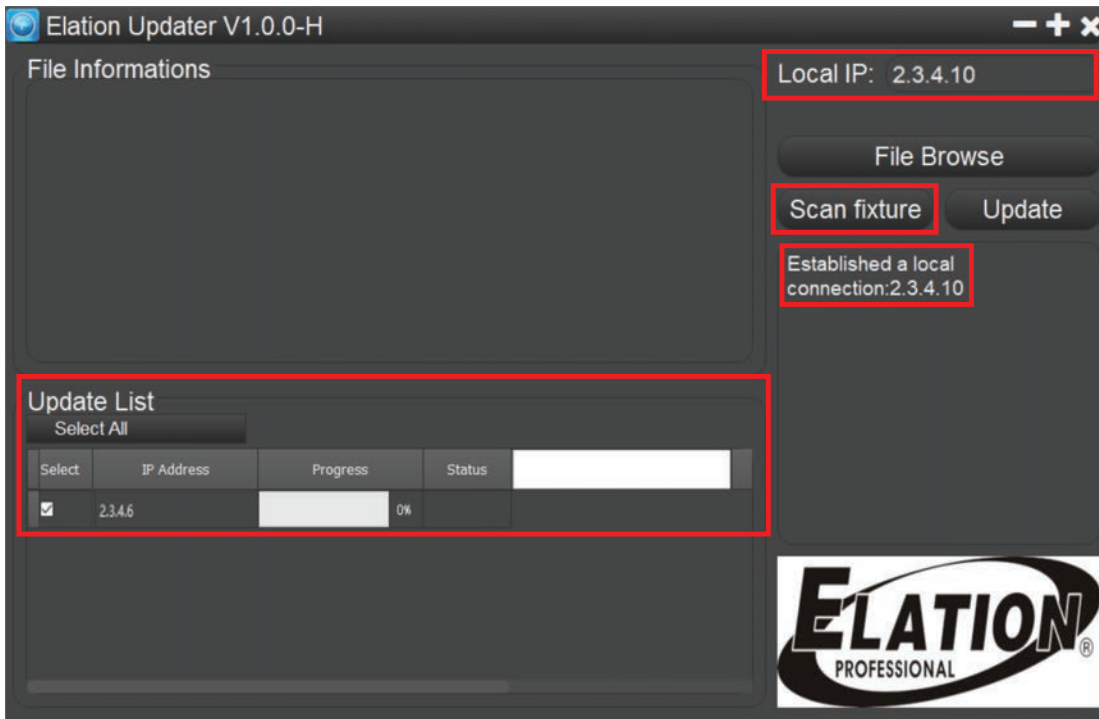 Elation Updater V1.0.0-H
File Informations
Local IP: 2.3.4.10
File Browse
Scan fixture Update
Established a local
connection:2.3.4.10
Update List
Select All
Select IP Address Progress Status
2.3.4.6 0%
ELATION ®
PROFESSIONAL